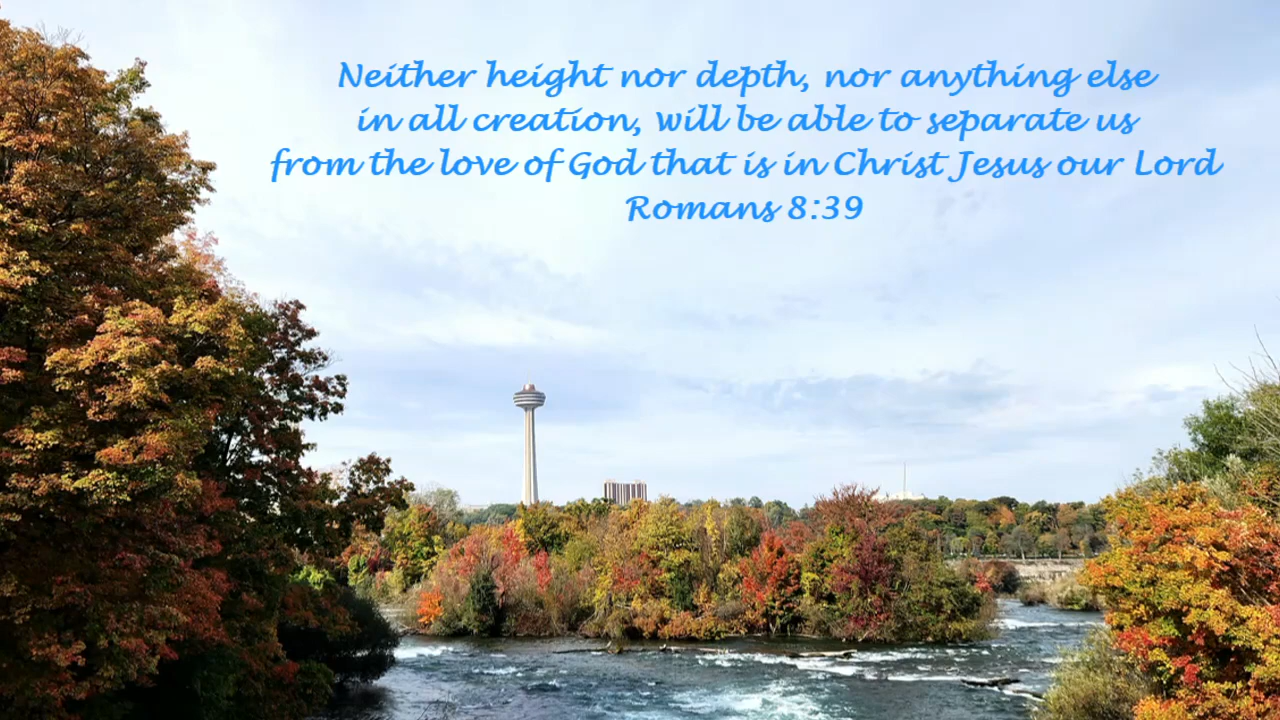 Neither height nor depth, nor anything else
in all creation, will be able to separate us
from the love of God that is in Christ Jesus our Lord
Romans 8:39